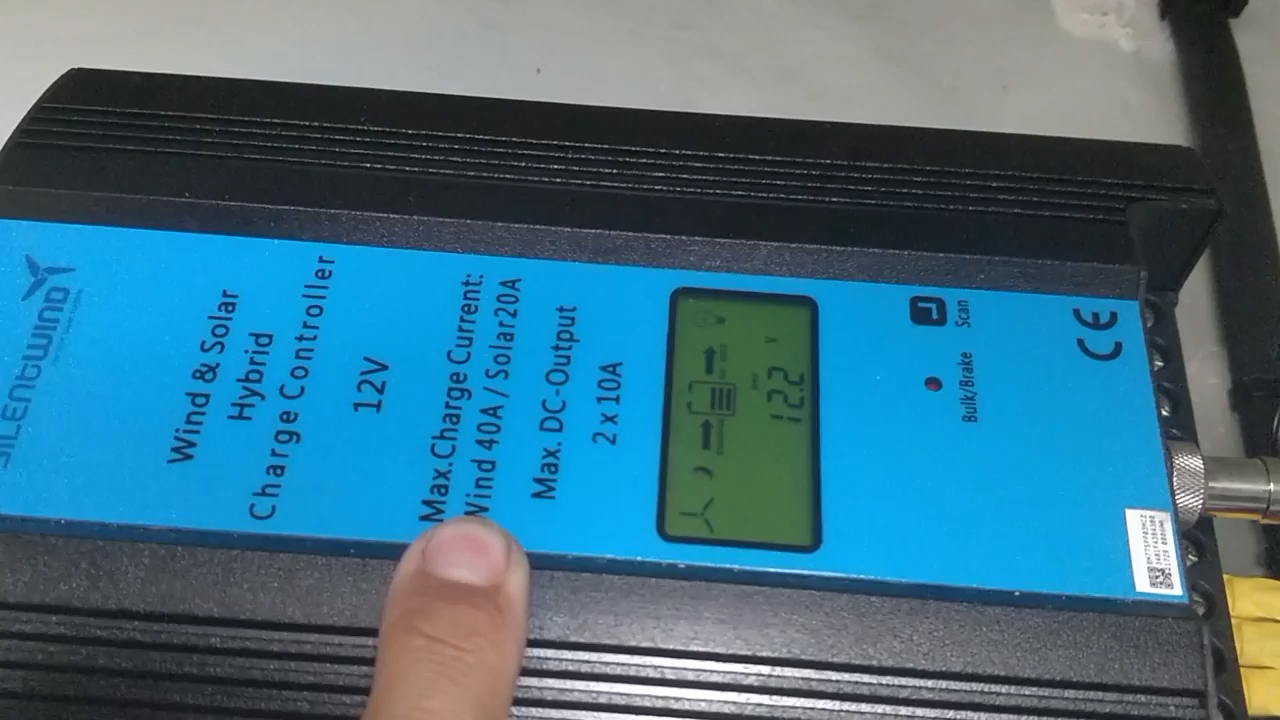 SILENTWIND
Wind & Solar
Hybrid
Charge Controller
12V
Max.Charge Current:
Wind 40A / Solar20A
Max. DC-Output
2 x 10A
12.2 V
Scan
Bulk/Brake
CE